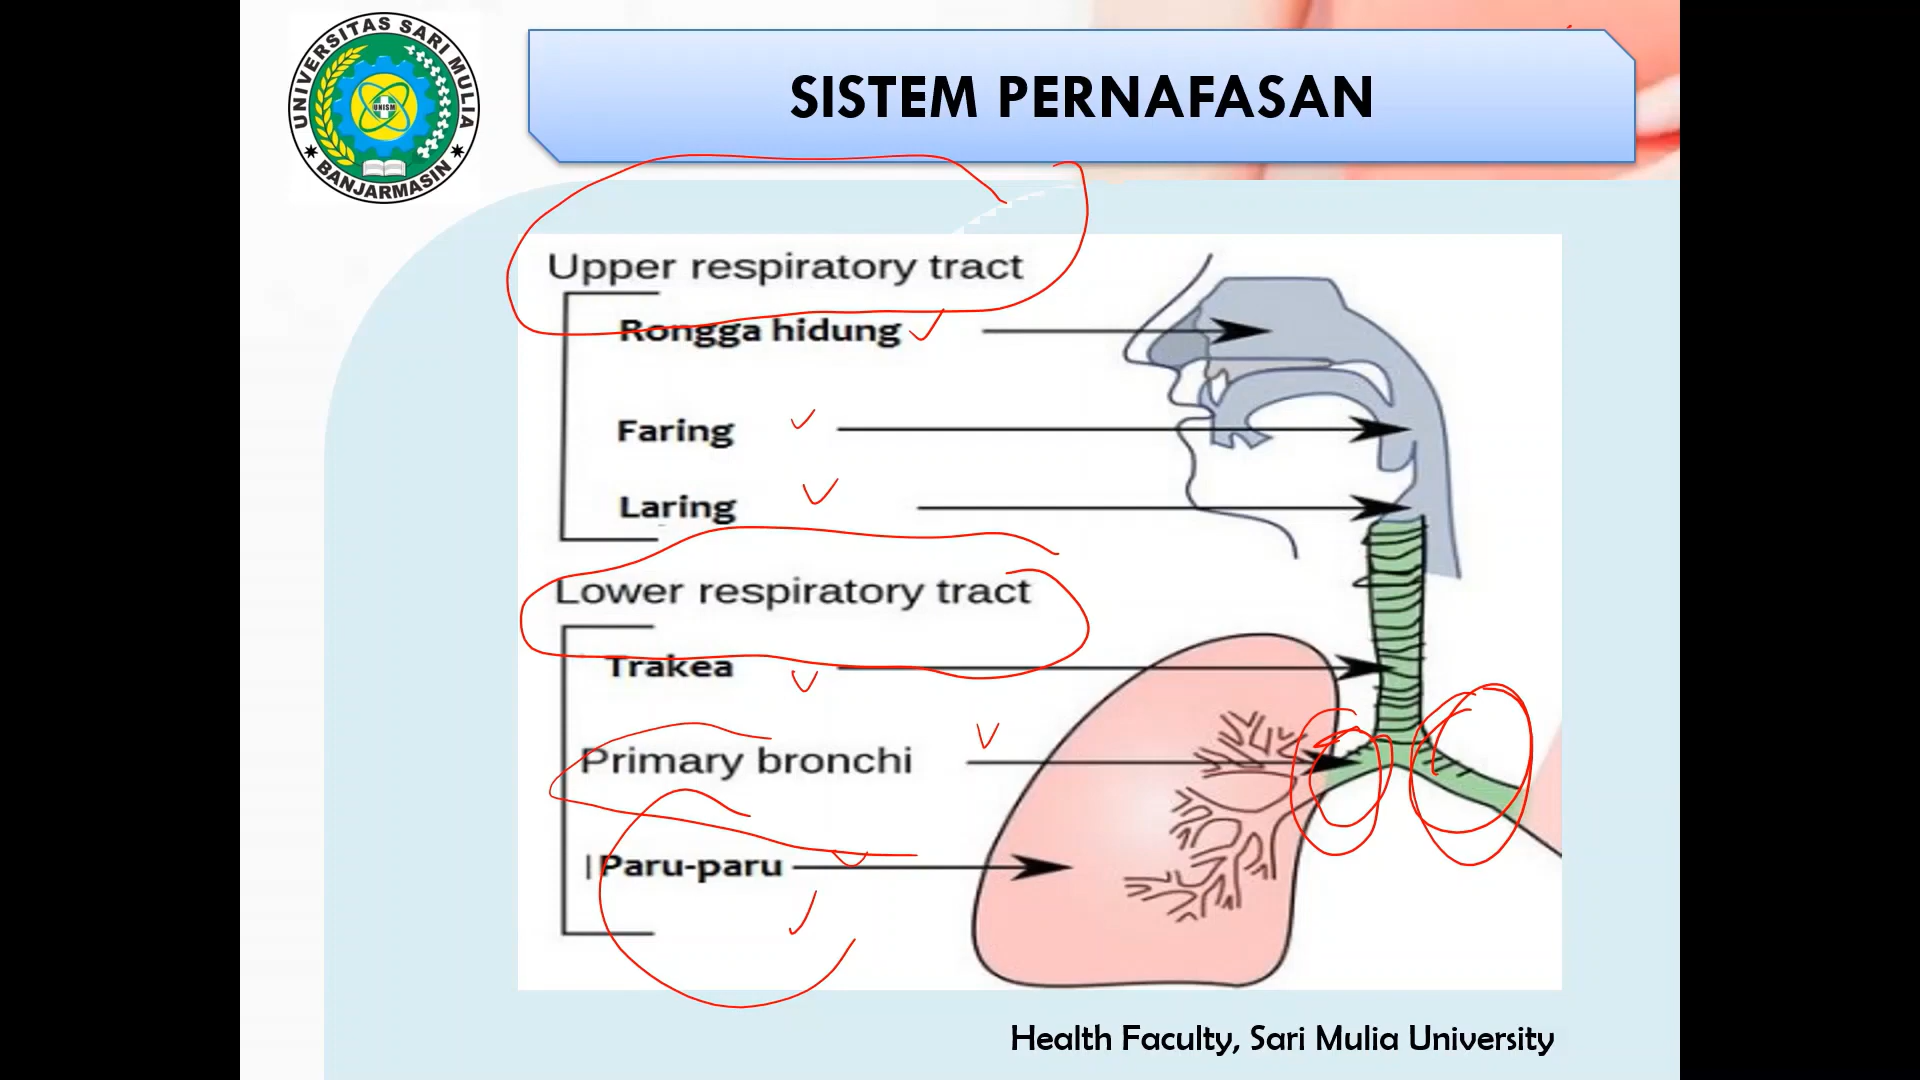 UNIVERSITAS SARI MULIA
UNISM
BANJARMASIN
SISTEM PERNAFASAN
Upper respiratory tract
Rongga hidung
Faring
Laring
Lower respiratory tract
Trakea
Primary bronchi
Paru-paru
Health Faculty, Sari Mulia University